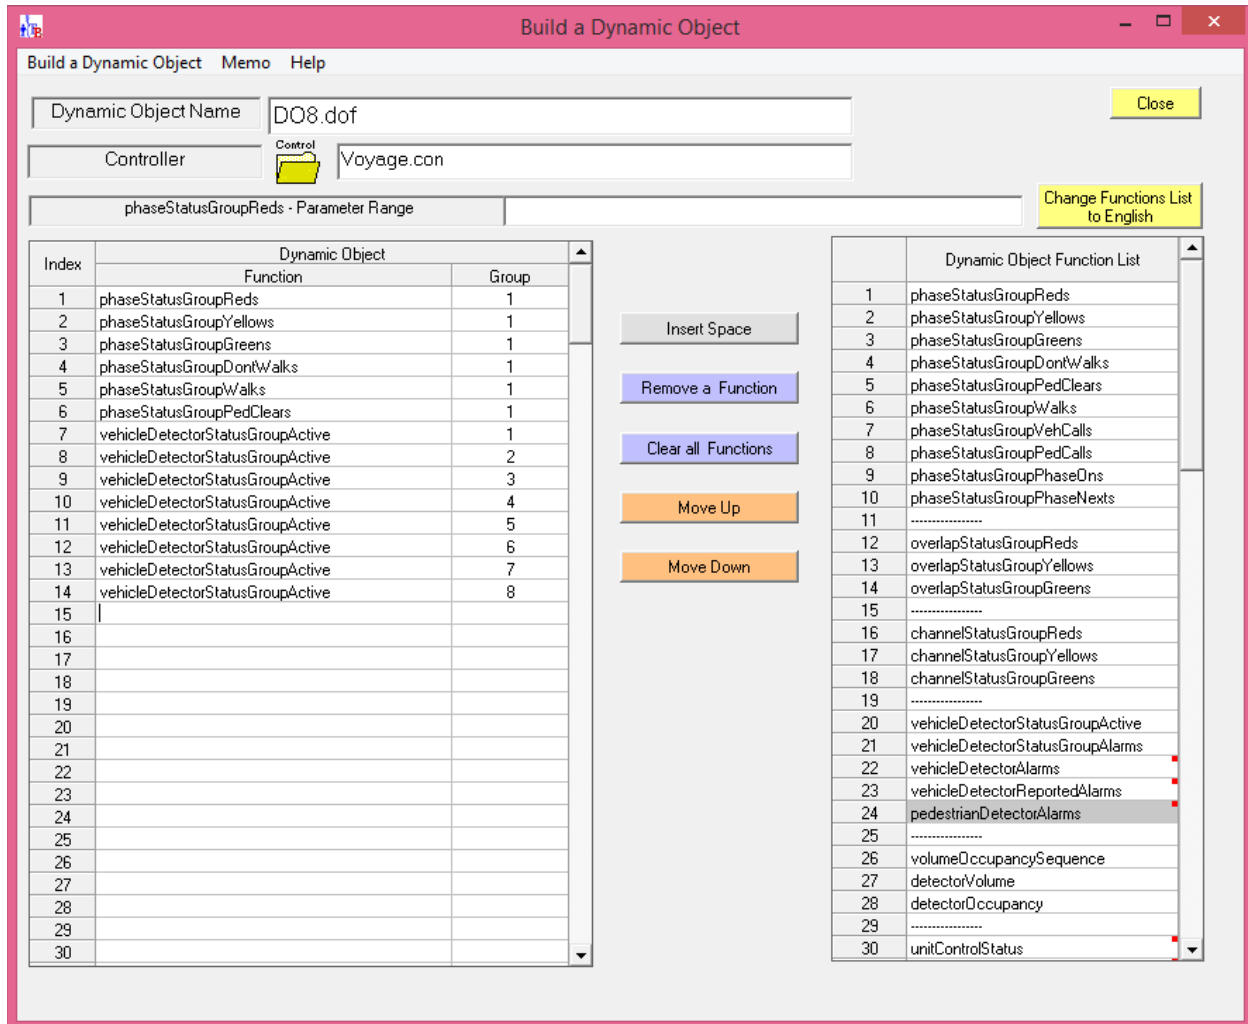 Build a Dynamic Object
Build a Dynamic Object Memo Help
Dynamic Object Name DO8.dof Close
Control
Controller Voyage.con
phaseStatusGroupReds - Parameter Range
Change Functions List
to English
Index Dynamic Object
Function Group
1 phaseStatusGroupReds 1
2 phaseStatusGroupYellows 1
3 phaseStatusGroupGreens 1
4 phaseStatusGroupDontWalks 1
5 phaseStatusGroupWalks 1
6 phaseStatusGroupPedClears 1
7 vehicleDetectorStatusGroupActive 1
8 vehicleDetectorStatusGroupActive 2
9 vehicleDetectorStatusGroupActive 3
10 vehicleDetectorStatusGroupActive 4
11 vehicleDetectorStatusGroupActive 5
12 vehicleDetectorStatusGroupActive 6
13 vehicleDetectorStatusGroupActive 7
14 vehicleDetectorStatusGroupActive 8
15
16
17
18
19
20
21
22
23
24
25
26
27
28
29
30
Insert Space
Remove a Function
Clear all Functions
Move Up
Move Down
Dynamic Object Function List
1 phaseStatusGroupReds
2 phaseStatusGroupYellows
3 phaseStatusGroupGreens
4 phaseStatusGroupDontWalks
5 phaseStatusGroupPedClears
6 phaseStatusGroupWalks
7 phaseStatusGroupVehCalls
8 phaseStatusGroupPedCalls
9 phaseStatusGroupPhaseOns
10 phaseStatusGroupPhaseNexts
11 ----------------
12 overlapStatusGroupReds
13 overlapStatusGroupYellows
14 overlapStatusGroupGreens
15 ----------------
16 channelStatusGroupReds
17 channelStatusGroupYellows
18 channelStatusGroupGreens
19 ----------------
20 vehicleDetectorStatusGroupActive
21 vehicleDetectorStatusGroupAlarms
22 vehicleDetectorAlarms
23 vehicleDetectorReportedAlarms
24 pedestrianDetectorAlarms
25 ----------------
26 volumeOccupancySequence
27 detectorVolume
28 detectorOccupancy
29 ----------------
30 unitControlStatus